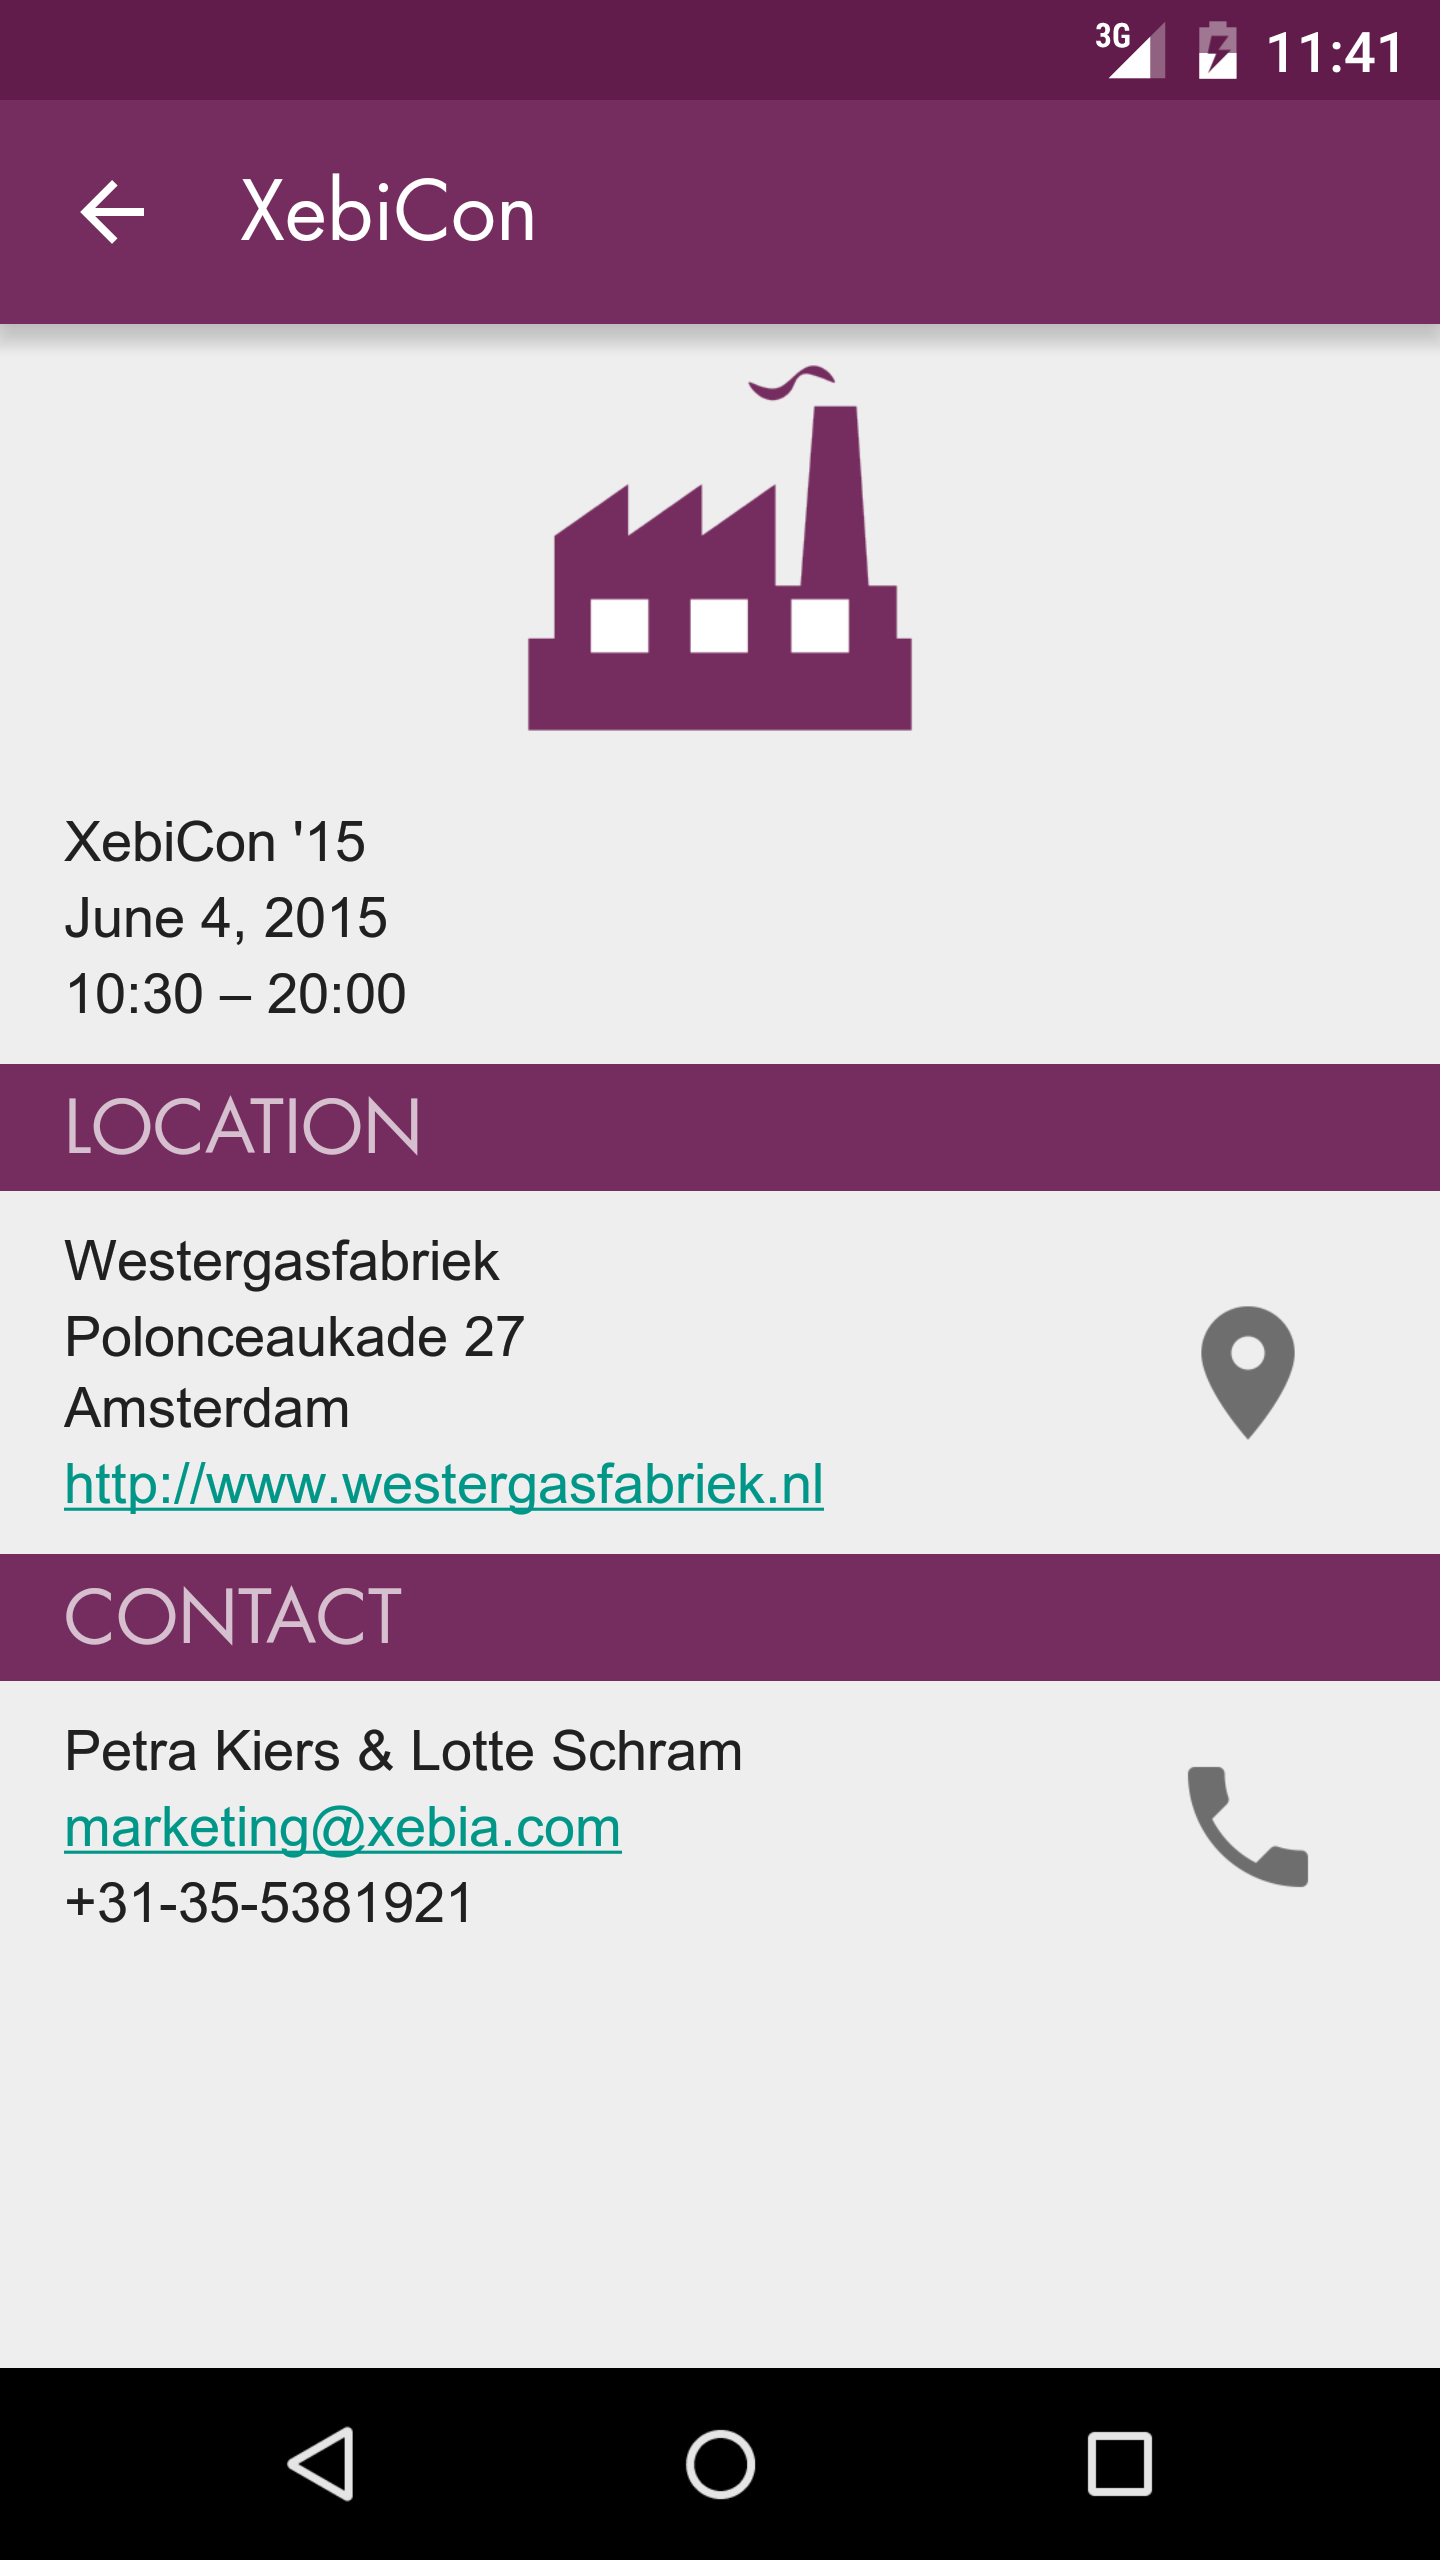 3G 11:41
XebiCon
XebiCon '15
June 4, 2015
10:30 – 20:00
LOCATION
Westergasfabriek
Polonceaukade 27
Amsterdam
http://www.westergasfabriek.nl
CONTACT
Petra Kiers & Lotte Schram
marketing@xebia.com
+31-35-5381921